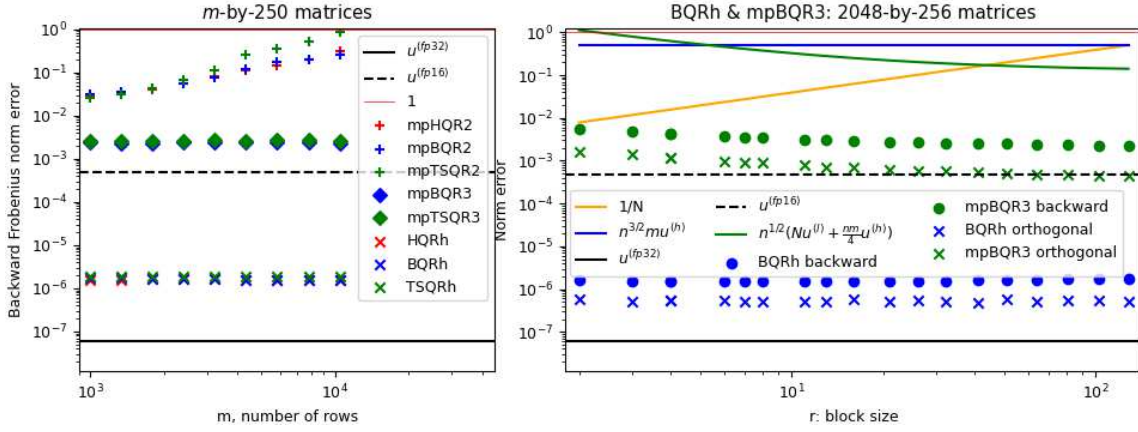 m-by-250 matrices
Backward Frobenius norm error
10^0
10^{-1}
10^{-2}
10^{-3}
10^{-4}
10^{-5}
10^{-6}
10^{-7}
u^{(fp32)}
u^{(fp16)}
1
mpHQR2
mpBQR2
mpTSQR2
mpBQR3
mpTSQR3
HQRh
BQRh
TSQRh
10^3
10^4
m, number of rows
BQRh & mpBQR3: 2048-by-256 matrices
Norm error
10^0
10^{-1}
10^{-2}
10^{-3}
10^{-4}
10^{-5}
10^{-6}
10^{-7}
1/N
n^{3/2}mu^{(h)}
u^{(fp32)}
u^{(fp16)}
n^{1/2}(Nu^{(l)} + \frac{nm}{4}u^{(h)})
BQRh backward
mpBQR3 backward
BQRh orthogonal
mpBQR3 orthogonal
10^1
10^2
r: block size